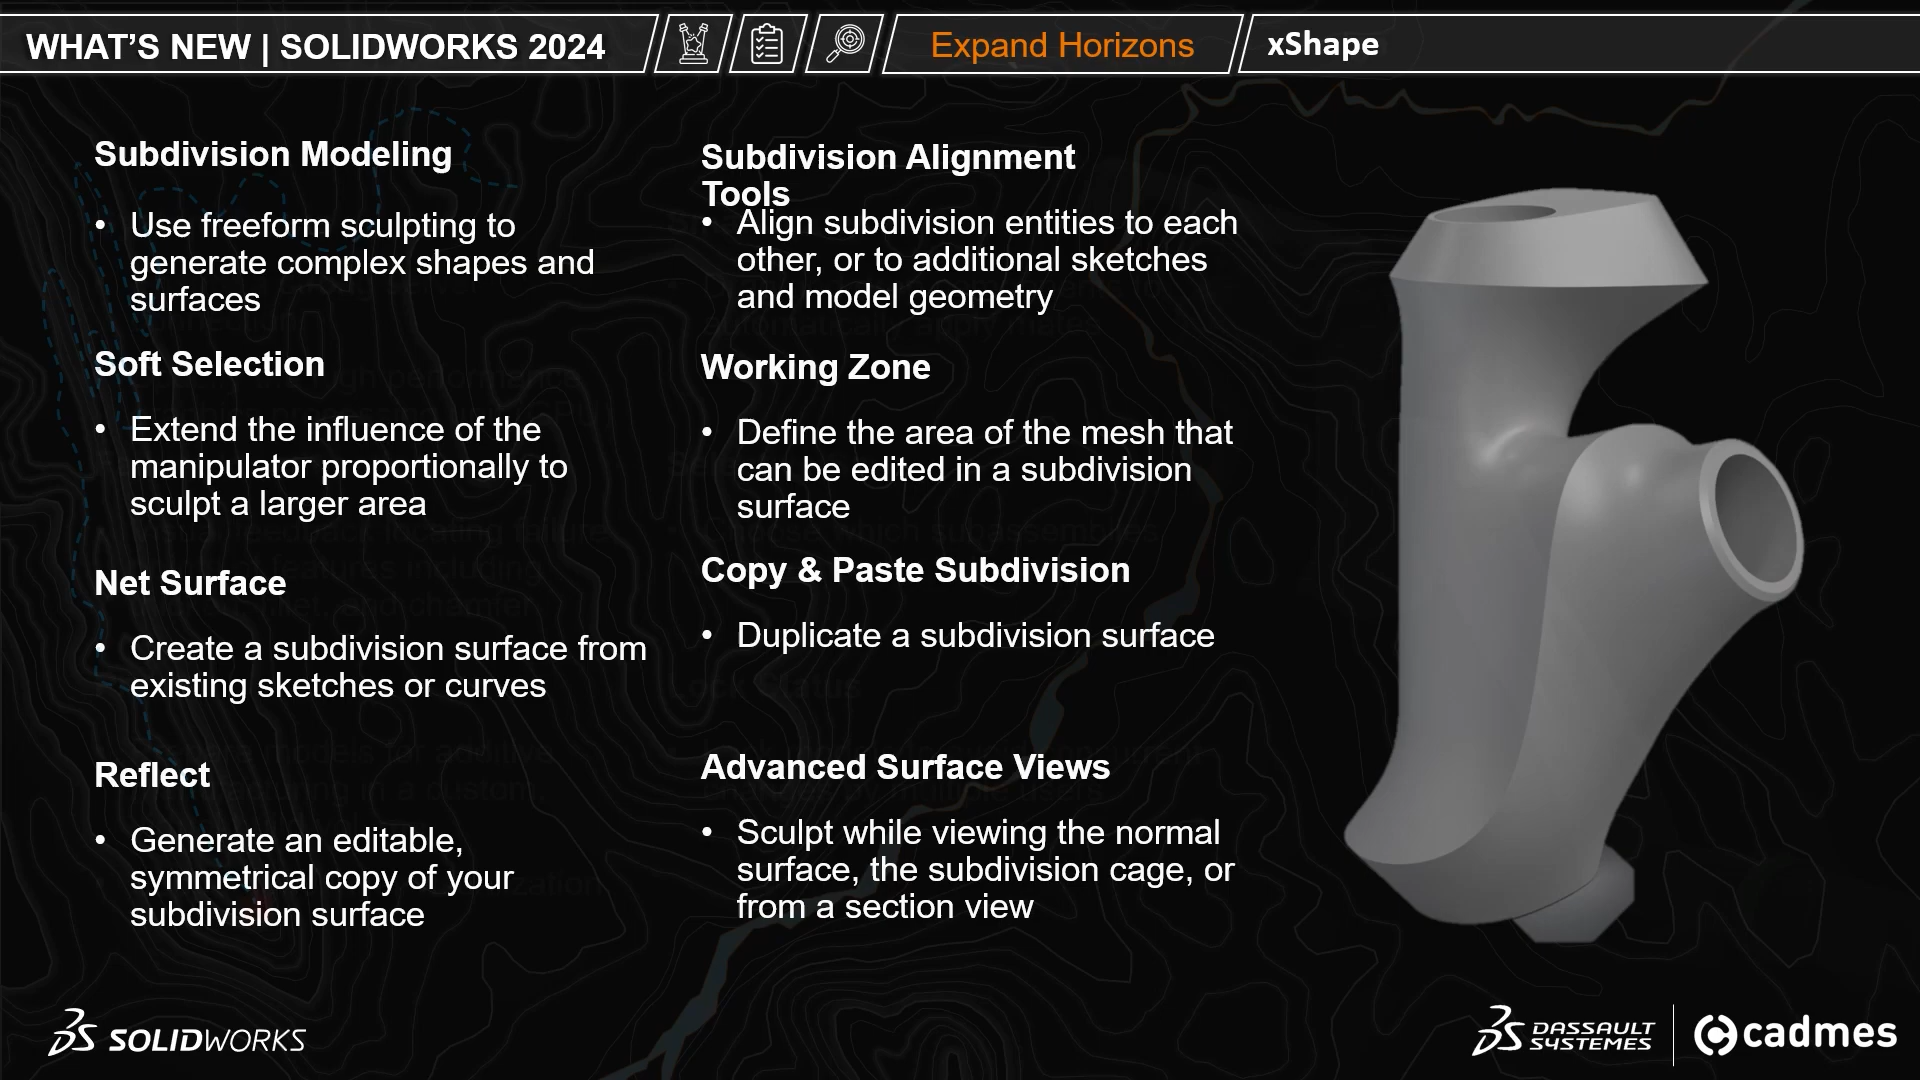 WHAT'S NEW | SOLIDWORKS 2024
Expand Horizons
xShape
Subdivision Modeling
• Use freeform sculpting to
generate complex shapes and
surfaces
Soft Selection
• Extend the influence of the
manipulator proportionally to
sculpt a larger area
Net Surface
• Create a subdivision surface from
existing sketches or curves
Reflect
• Generate an editable,
symmetrical copy of your
subdivision surface
Subdivision Alignment
Tools
• Align subdivision entities to each
other, or to additional sketches
and model geometry
Working Zone
• Define the area of the mesh that
can be edited in a subdivision
surface
Copy & Paste Subdivision
• Duplicate a subdivision surface
Advanced Surface Views
• Sculpt while viewing the normal
surface, the subdivision cage, or
from a section view
SOLIDWORKS
DASSAULT
SYSTEMES
cadmes